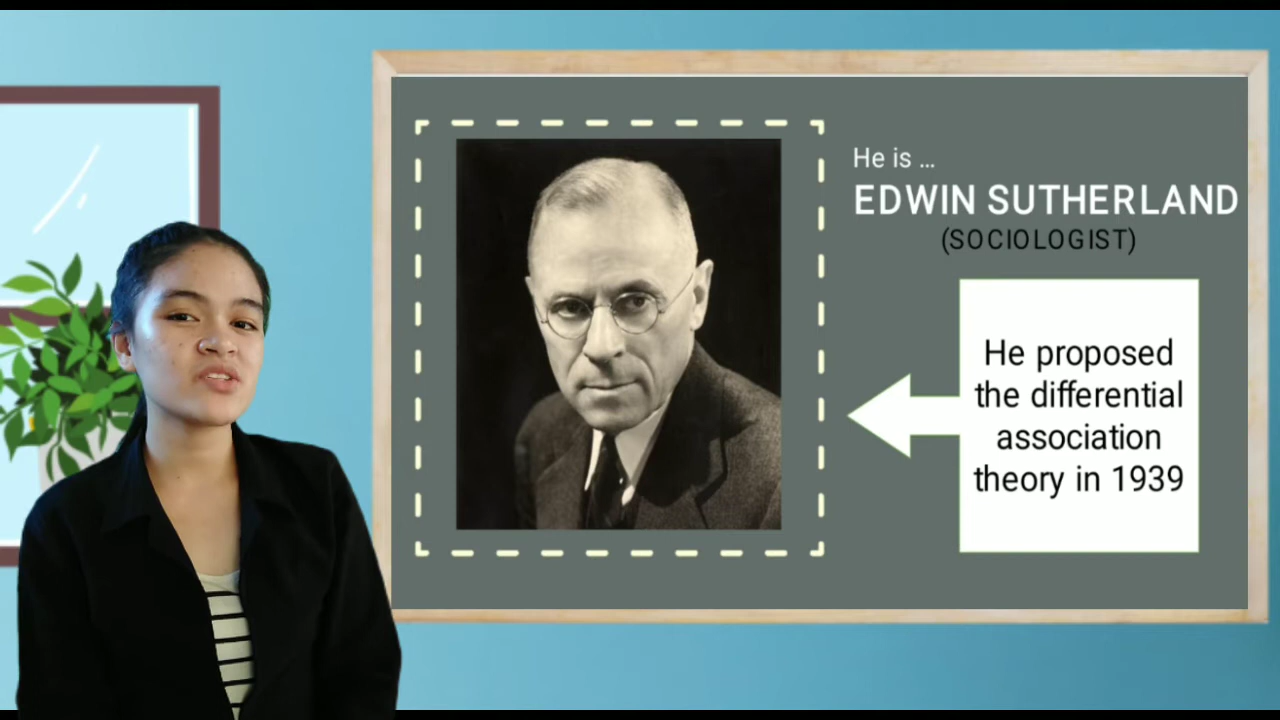 He is ...
EDWIN SUTHERLAND
(SOCIOLOGIST)
He proposed
the differential
association
theory in 1939